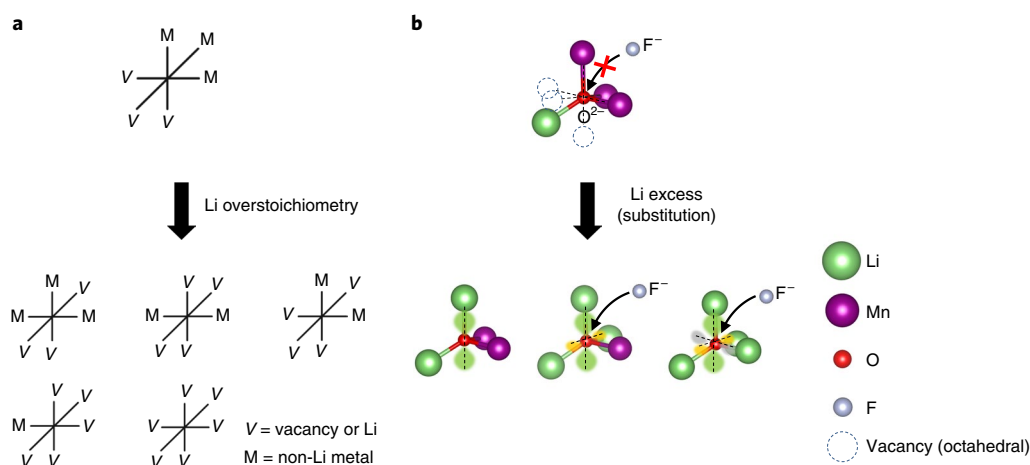 a
M
M
V
M
V
V
Li overstoichiometry
M
V
M
M
V
V
V
V
M
M
V
V
M
V
V
M
V
V
V
V
M
V
V
V
V
V
V
V
V
V
V = vacancy or Li
M = non-Li metal
b
F⁻
O²⁻
Li excess
(substitution)
F⁻
F⁻
Li
Mn
O
F
Vacancy (octahedral)